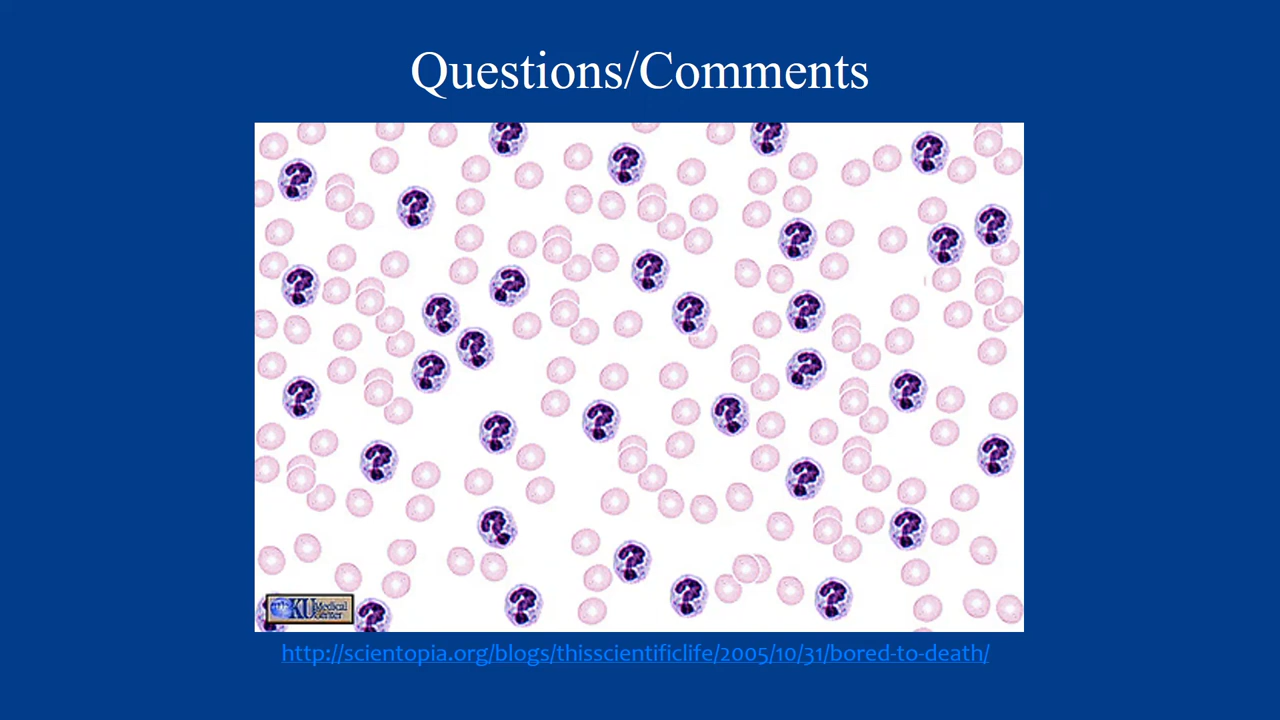 Questions/Comments
KU Medical
Center
http://scientopia.org/blogs/thisscientificlife/2005/10/31/bored-to-death/